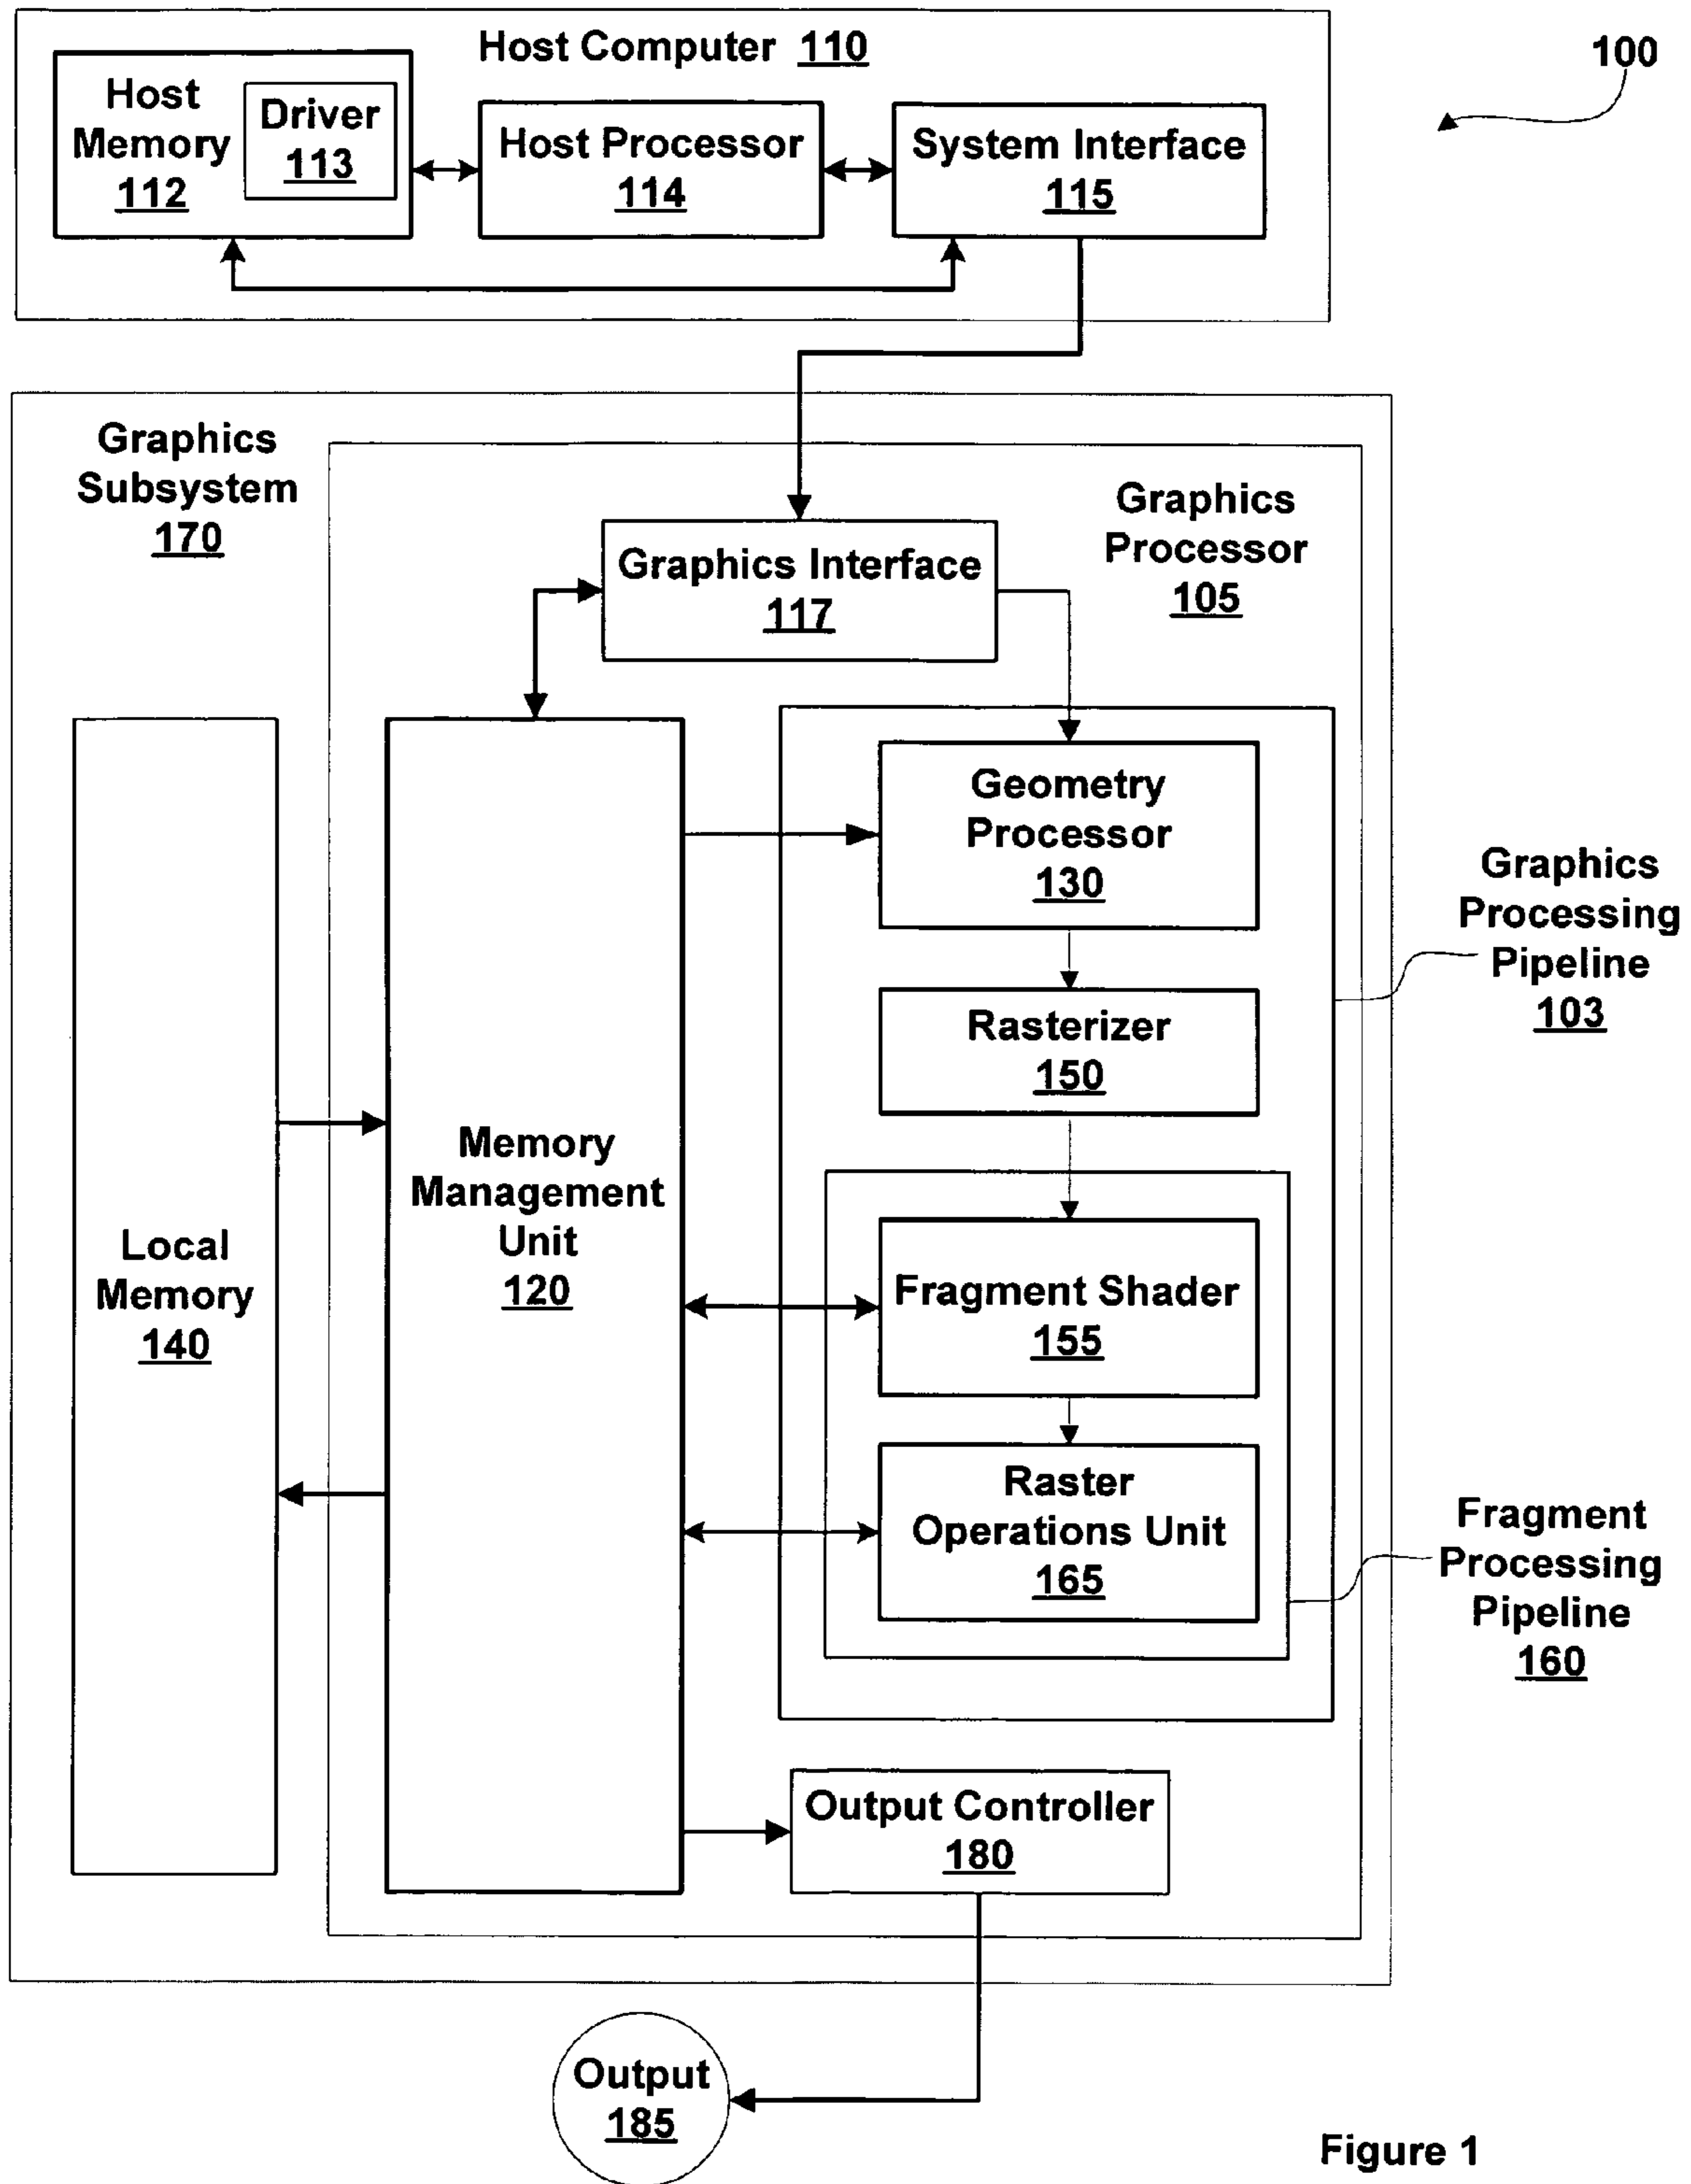 Host Computer 110
100
Host
Memory
112
Driver
113
Host Processor
114
System Interface
115
Graphics
Subsystem
170
Graphics
Processor
105
Graphics Interface
117
Geometry
Processor
130
Graphics
Processing
Pipeline
103
Rasterizer
150
Memory
Management
Unit
120
Local
Memory
140
Fragment Shader
155
Raster
Operations Unit
165
Fragment
Processing
Pipeline
160
Output Controller
180
Output
185
Figure 1